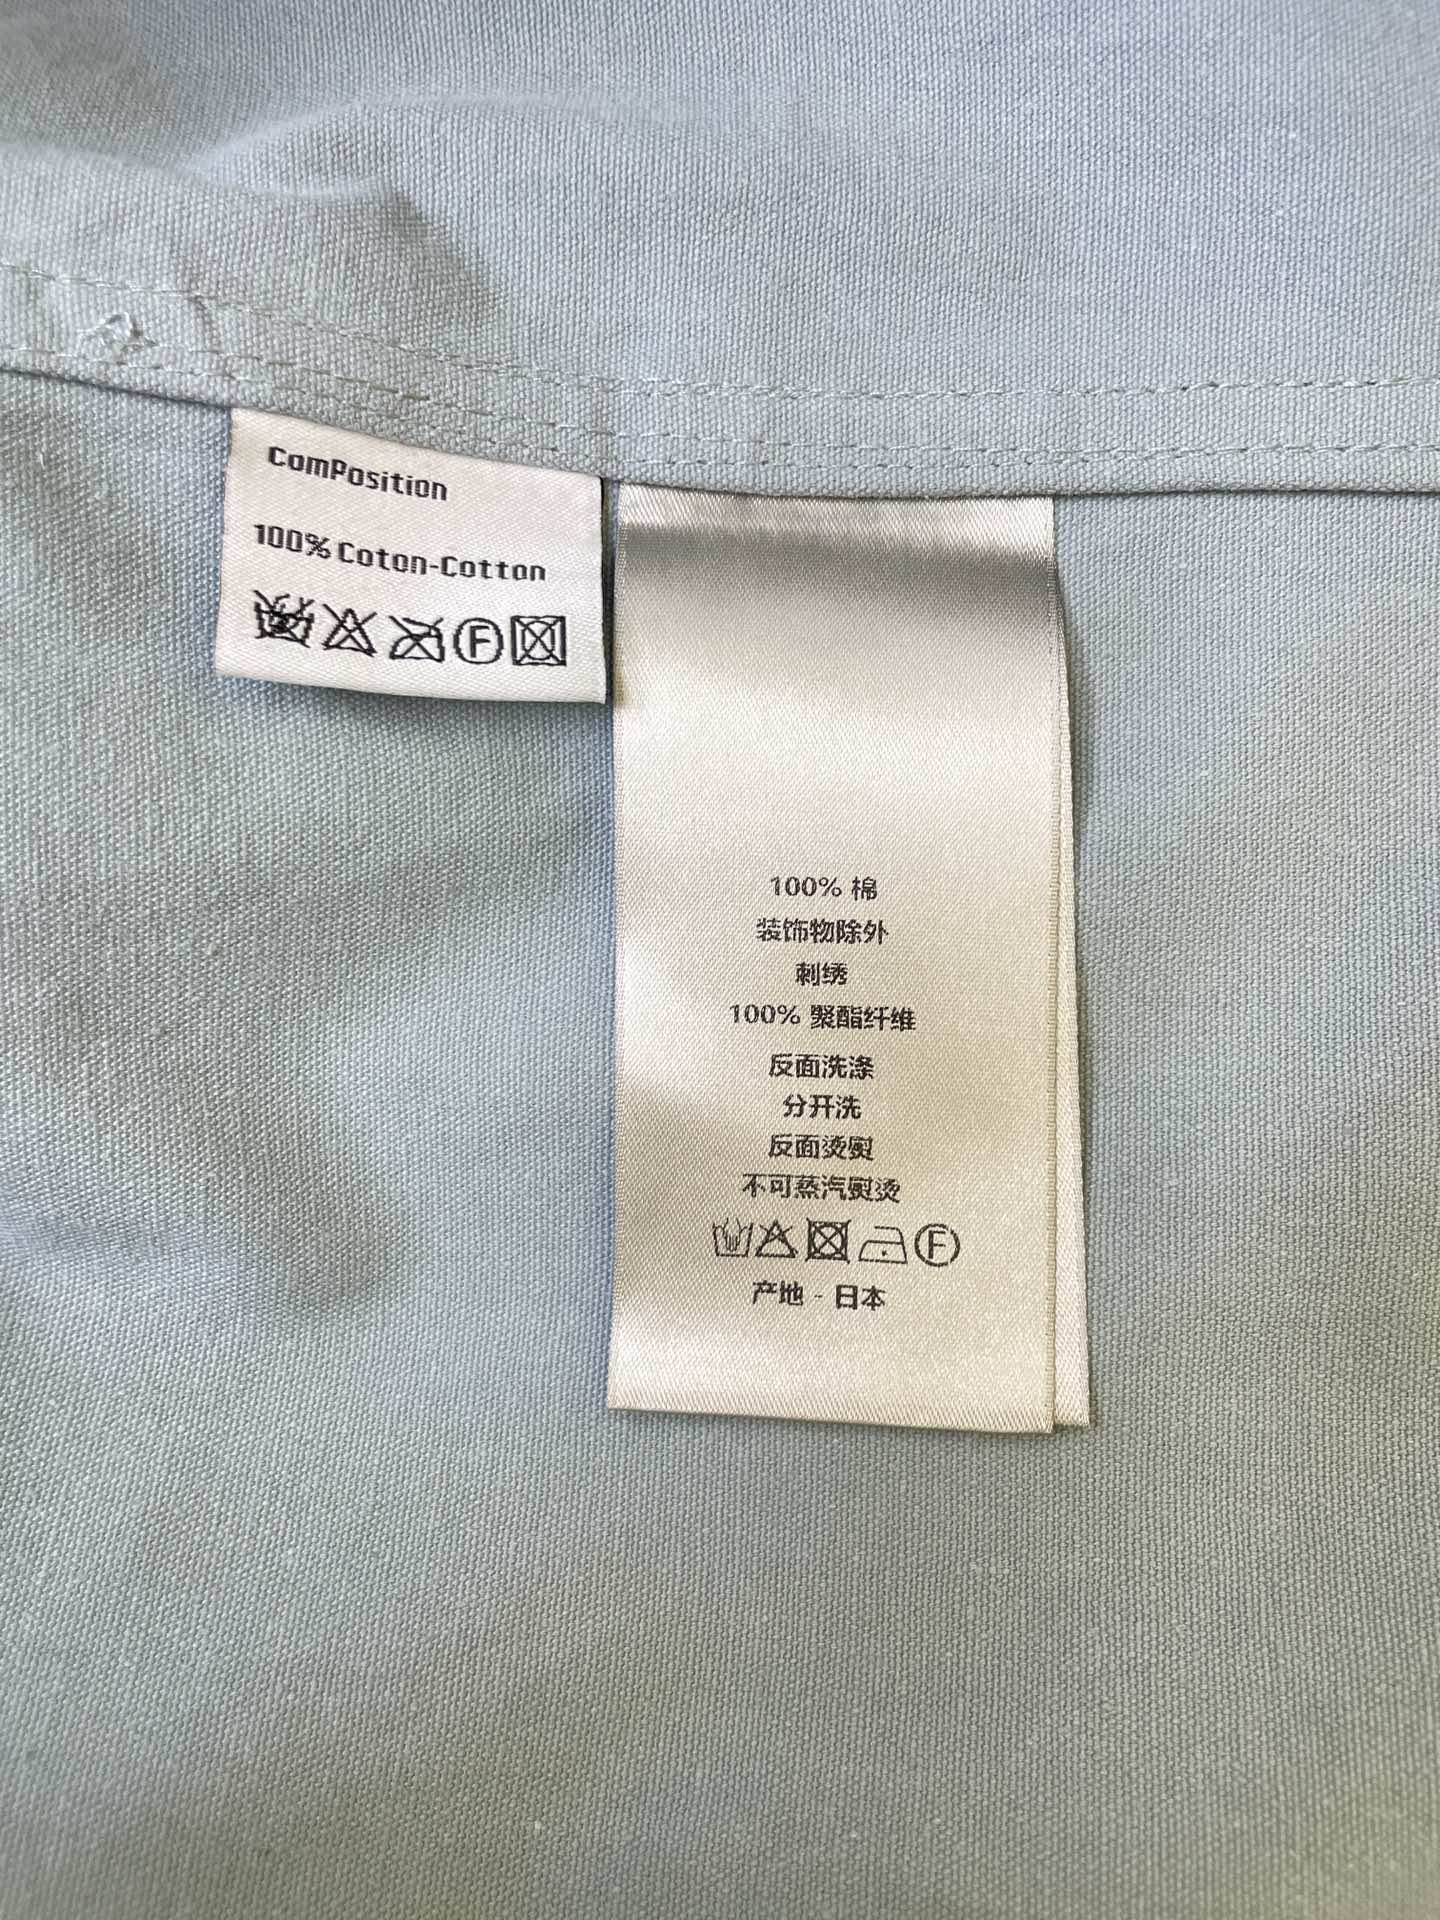 ComPosition
100% Coton-Cotton
F
100% 棉
装饰物除外
刺绣
100% 聚酯纤维
反面洗涤
分开洗
反面烫熨
不可蒸汽熨烫
F
产地 - 日本